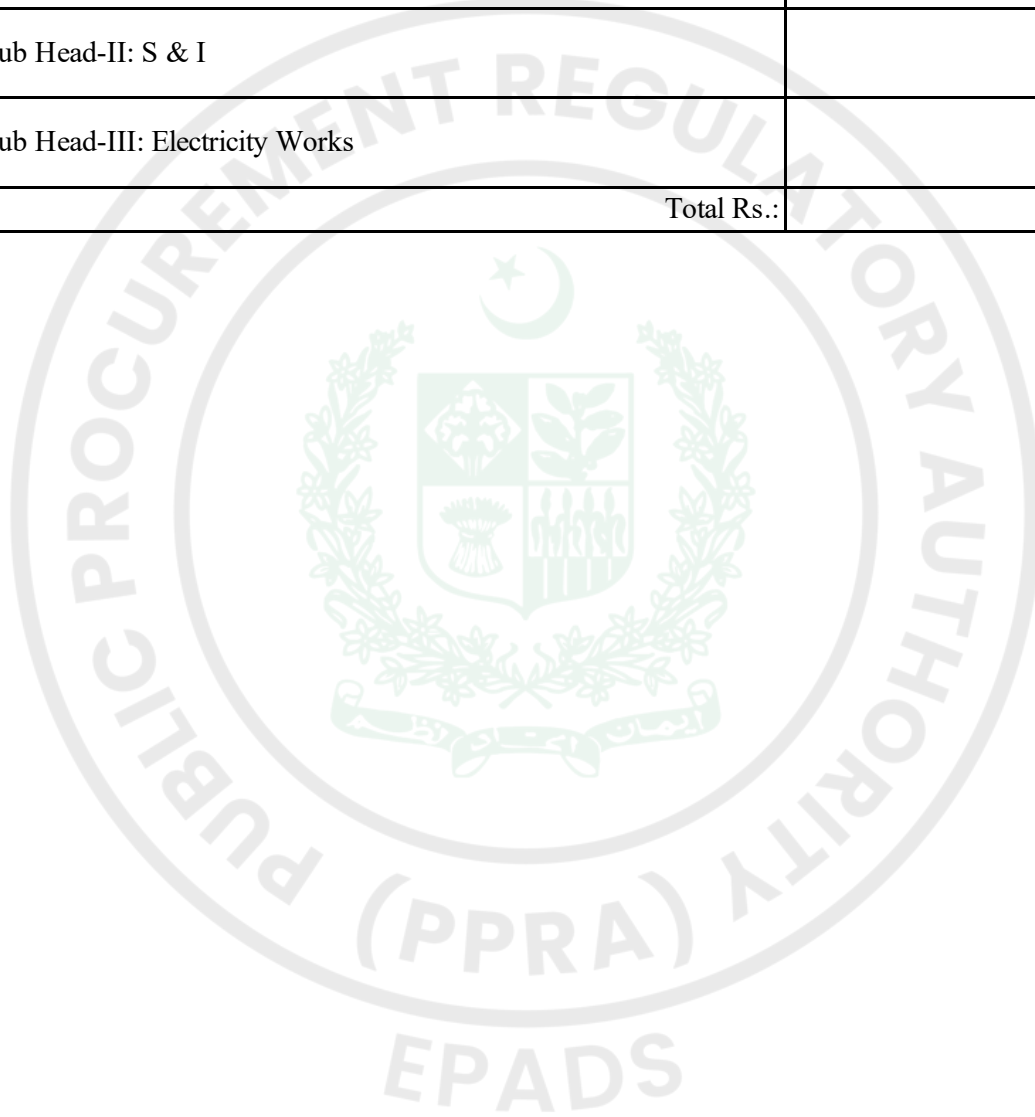 ub Head-II: S & I
ub Head-III: Electricity Works
Total Rs.:
PUBLIC PROCUREMENT REGULATORY AUTHORITY
(PPRA)
EPADS